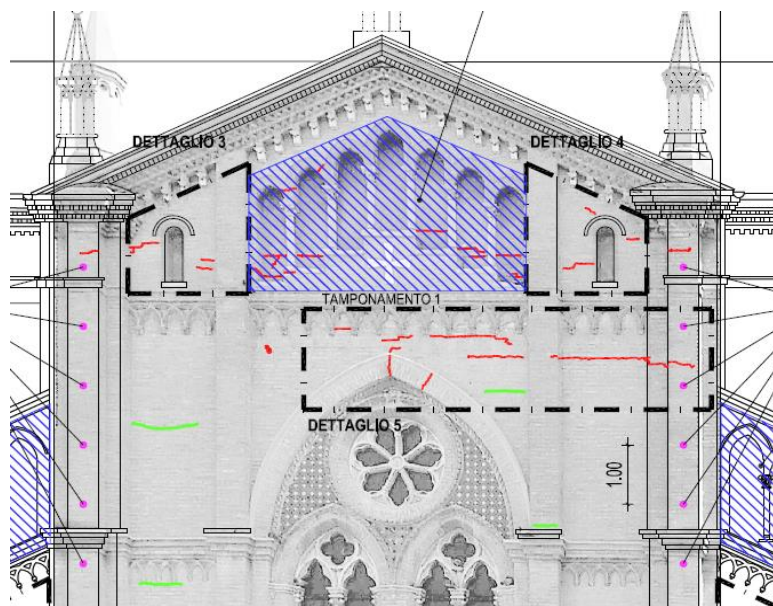 DETTAGLIO 3
DETTAGLIO 4
TAMPONAMENTO 1
DETTAGLIO 5
1.00